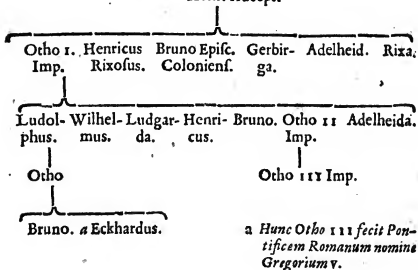 Otho I. Henricus Bruno Episc. Gerbir- Adelheid. Rixa.
Imp. Rixosus. Coloniens. ga.
Ludol- Wilhel- Ludgar- Henri- Bruno. Otho II Adelheida.
phus. mus. da. cus. Imp.
Otho Otho III Imp.
Bruno. a Eckhardus.
a Hunc Otho III fecit Pon-
tificem Romanum nomine
Gregorium V.